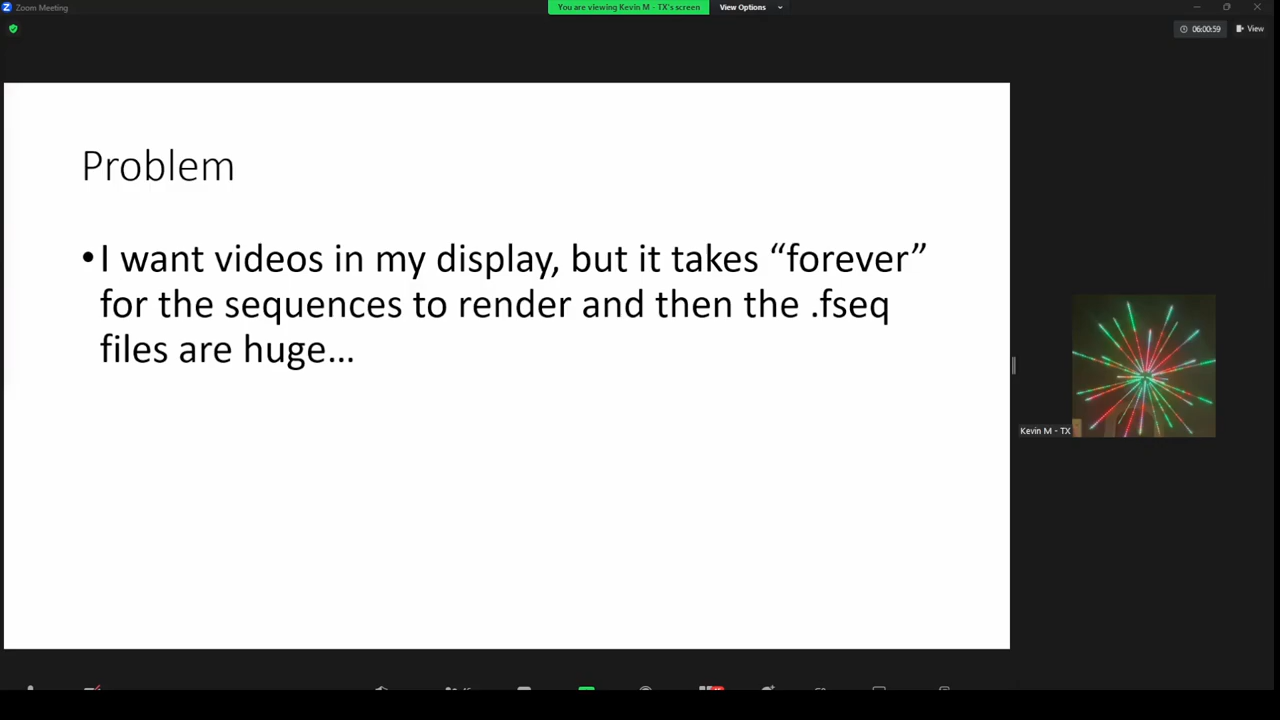 Zoom Meeting
You are viewing Kevin M - TX's screen
View Options
06:00:59
View
Problem
•I want videos in my display, but it takes “forever”
for the sequences to render and then the .fseq
files are huge...
Kevin M - TX